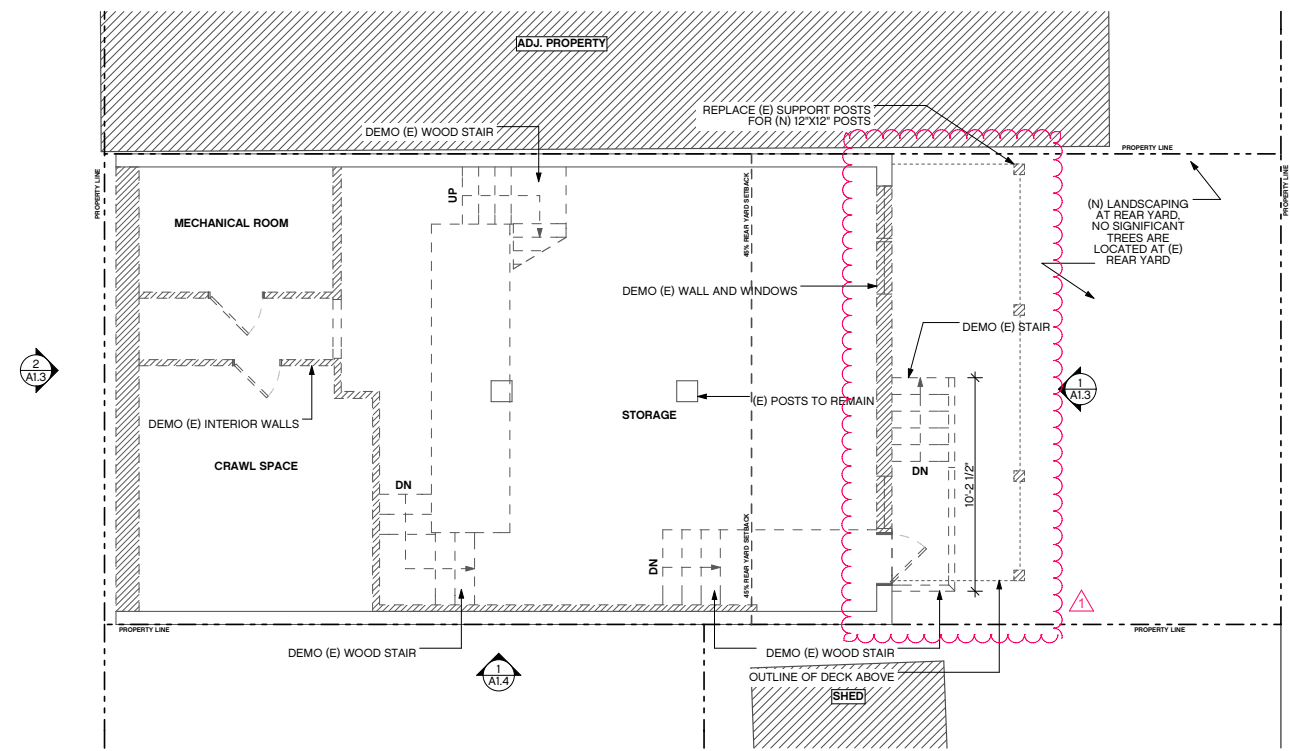 ADJ. PROPERTY
REPLACE (E) SUPPORT POSTS
FOR (N) 12"X12" POSTS
DEMO (E) WOOD STAIR
PROPERTY LINE
PROPERTY LINE
PROPERTY LINE
UP
45% REAR YARD SETBACK
MECHANICAL ROOM
(N) LANDSCAPING
AT REAR YARD,
NO SIGNIFICANT
TREES ARE
LOCATED AT (E)
REAR YARD
DEMO (E) WALL AND WINDOWS
DEMO (E) STAIR
2
A1.3
1
A1.3
(E) POSTS TO REMAIN
STORAGE
DEMO (E) INTERIOR WALLS
CRAWL SPACE
DN
DN
10'-2 1/2"
45% REAR YARD SETBACK
DN
1
PROPERTY LINE
PROPERTY LINE
DEMO (E) WOOD STAIR
DEMO (E) WOOD STAIR
1
A1.4
OUTLINE OF DECK ABOVE
SHED